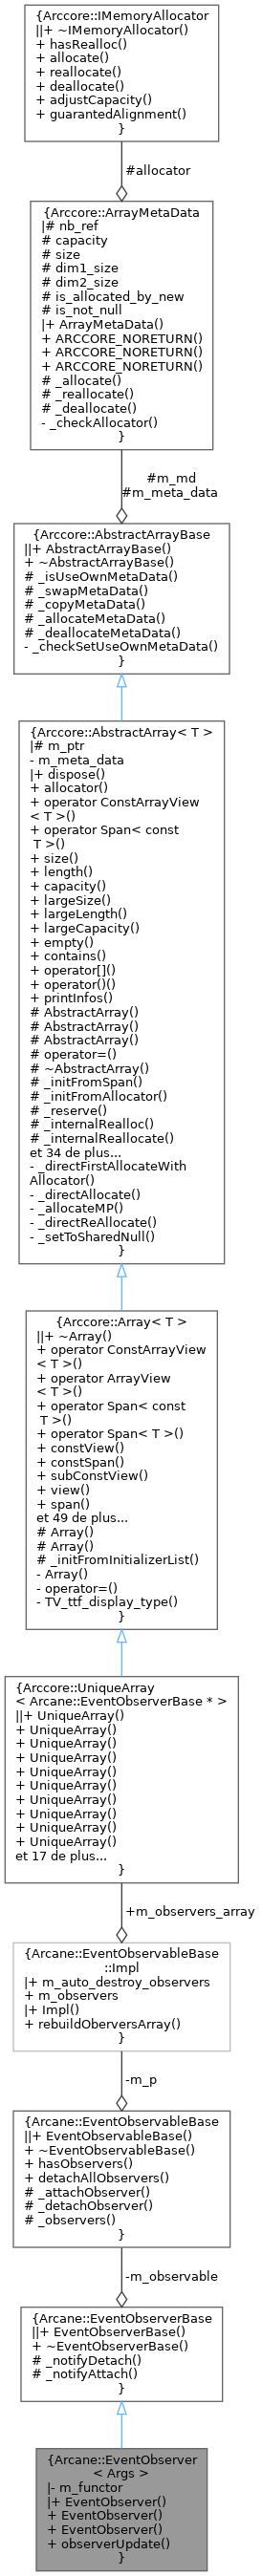 {Arccore::IMemoryAllocator
||+ ~IMemoryAllocator()
+ hasRealloc()
+ allocate()
+ reallocate()
+ deallocate()
+ adjustCapacity()
+ guarantedAlignment()
}
#allocator
{Arccore::ArrayMetaData
|# nb_ref
# capacity
# size
# dim1_size
# dim2_size
# is_allocated_by_new
# is_not_null
|+ ArrayMetaData()
+ ARCCORE_NORETURN()
+ ARCCORE_NORETURN()
+ ARCCORE_NORETURN()
# _allocate()
# _reallocate()
# _deallocate()
- _checkAllocator()
}
#m_md
#m_meta_data
{Arccore::AbstractArrayBase
||+ AbstractArrayBase()
+ ~AbstractArrayBase()
# _isUseOwnMetaData()
# _swapMetaData()
# _copyMetaData()
# _allocateMetaData()
# _deallocateMetaData()
- _checkSetUseOwnMetaData()
}
{Arccore::AbstractArray< T >
|# m_ptr
- m_meta_data
|+ dispose()
+ allocator()
+ operator ConstArrayView
< T >()
+ operator Span< const
T >()
+ size()
+ length()
+ capacity()
+ largeSize()
+ largeLength()
+ largeCapacity()
+ empty()
+ contains()
+ operator[]()
+ operator()()
+ printInfos()
# AbstractArray()
# AbstractArray()
# AbstractArray()
# operator=()
# ~AbstractArray()
# _initFromSpan()
# _initFromAllocator()
# _reserve()
# _internalRealloc()
# _internalReallocate()
et 34 de plus...
- _directFirstAllocateWith
Allocator()
- _directAllocate()
- _allocateMP()
- _directReAllocate()
- _setToSharedNull()
}
{Arccore::Array< T >
||+ ~Array()
+ operator ConstArrayView
< T >()
+ operator ArrayView
< T >()
+ operator Span< const
T >()
+ operator Span< T >()
+ constView()
+ constSpan()
+ subConstView()
+ view()
+ span()
et 49 de plus...
# Array()
# Array()
# _initFromInitializerList()
- Array()
- operator=()
- TV_ttf_display_type()
}
{Arccore::UniqueArray
< Arcane::EventObserverBase * >
||+ UniqueArray()
+ UniqueArray()
+ UniqueArray()
+ UniqueArray()
+ UniqueArray()
+ UniqueArray()
+ UniqueArray()
+ UniqueArray()
+ UniqueArray()
+ UniqueArray()
et 17 de plus...
}
+m_observers_array
{Arcane::EventObservableBase
::Impl
|+ m_auto_destroy_observers
+ m_observers
|+ Impl()
+ rebuildOberversArray()
}
-m_p
{Arcane::EventObservableBase
||+ EventObservableBase()
+ ~EventObservableBase()
+ hasObservers()
+ detachAllObservers()
# _attachObserver()
# _detachObserver()
# _observers()
}
-m_observable
{Arcane::EventObserverBase
||+ EventObserverBase()
+ ~EventObserverBase()
# _notifyDetach()
# _notifyAttach()
}
{Arcane::EventObserver
< Args >
|- m_functor
|+ EventObserver()
+ EventObserver()
+ EventObserver()
+ observerUpdate()
}